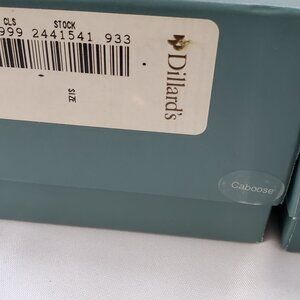 CLS STOCK
999 2441541 933
SIZE
Dillard's
Caboose